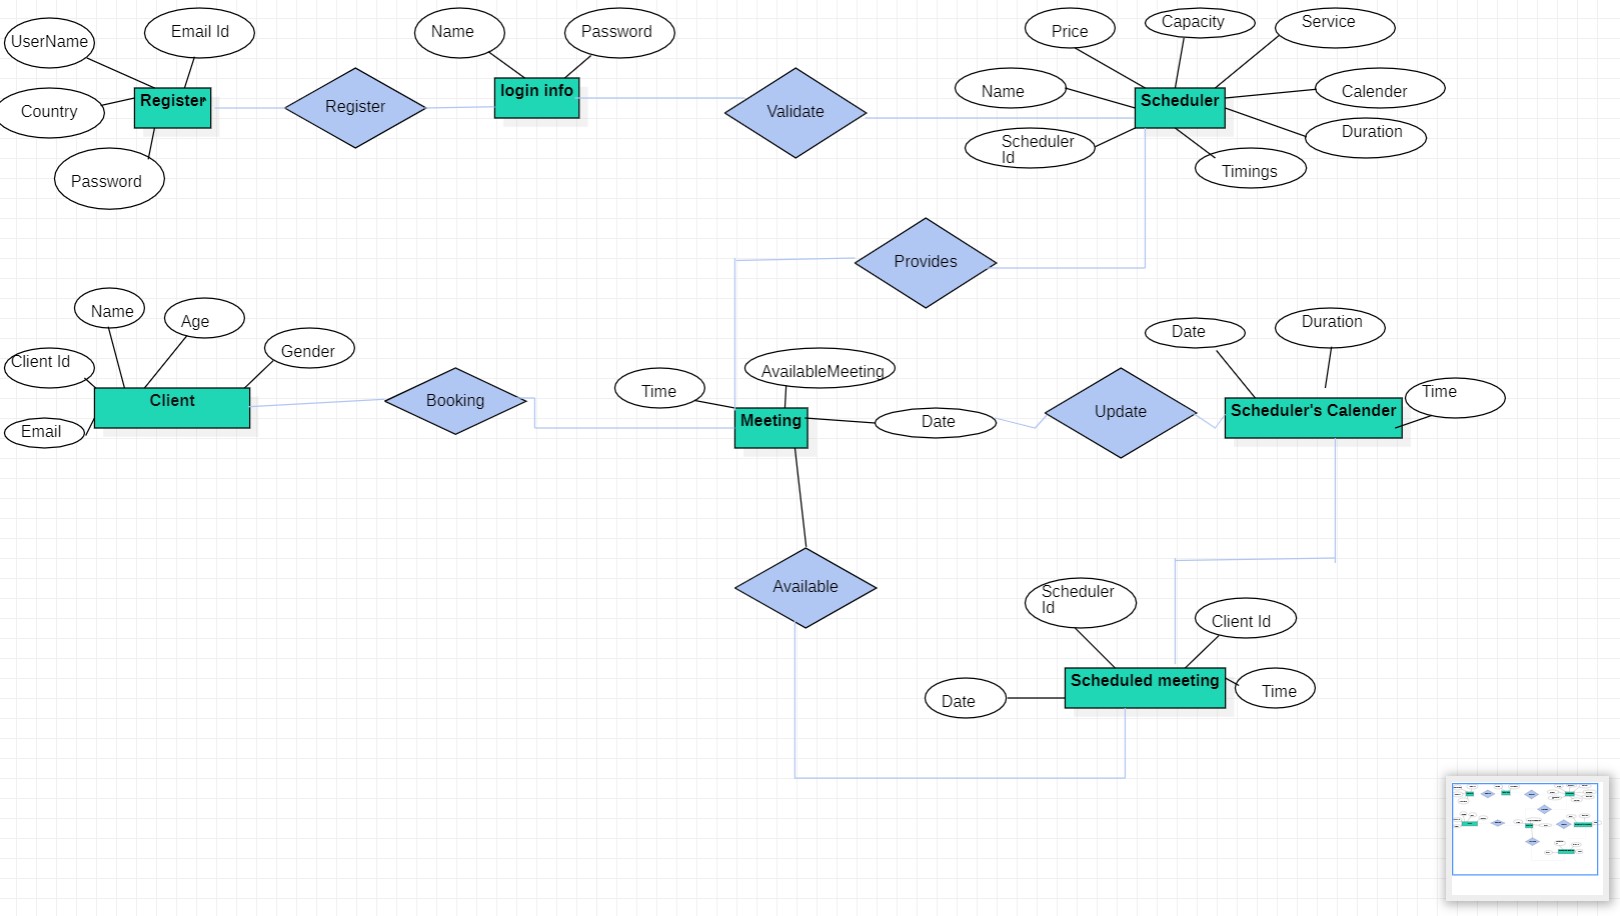 UserName
Email Id
Name
Password
Price
Capacity
Service
Country
Register
Register
login info
Validate
Name
Scheduler
Calender
Scheduler
Id
Duration
Password
Timings
Provides
Name
Age
Client Id
Gender
Client
Email
Booking
Time
AvailableMeeting
Meeting
Date
Update
Date
Duration
Time
Scheduler's Calender
Available
Scheduler
Id
Client Id
Scheduled meeting
Date
Time